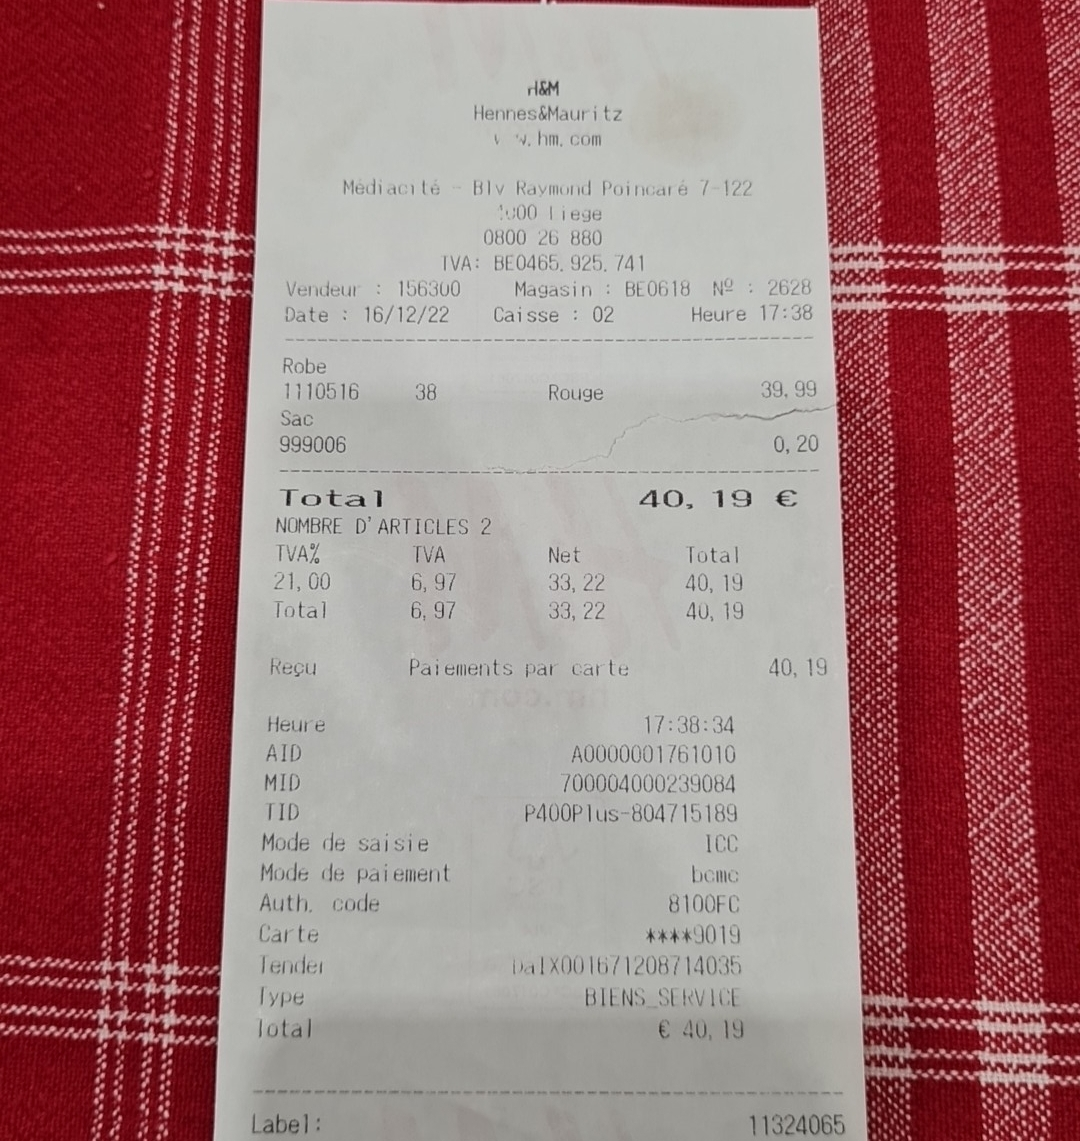 H&M
Hennes&Mauritz
hm.com
Médiacité - Blv Raymond Poincaré 7-122
Liege
0800 26 880
TVA: BE0465.925.741
Vendeur : 156300 Magasin : BE0618 Nº : 2628
Date : 16/12/22 Caisse : 02 Heure 17:38
Robe
1110516 38 Rouge 39,99
Sac
999006 0,20
Total 40,19 €
NOMBRE D'ARTICLES 2
TVA% TVA Net Total
21,00 6,97 33,22 40,19
Total 6,97 33,22 40,19
Reçu Paiements par carte 40,19
Heure 17:38:34
AID A0000001761010
MID 700004000239084
TID P400Plus-804715189
Mode de saisie ICC
Mode de paiement bcmc
Auth. code 8100FC
Carte ****9019
Tender DalX001671208714035
Type BIENS_SERVICE
Total € 40,19
Label: 11324065